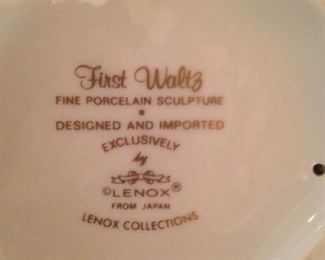 First Waltz
FINE PORCELAIN SCULPTURE
•
DESIGNED AND IMPORTED
EXCLUSIVELY
by
©LENOX®
FROM JAPAN
LENOX COLLECTIONS